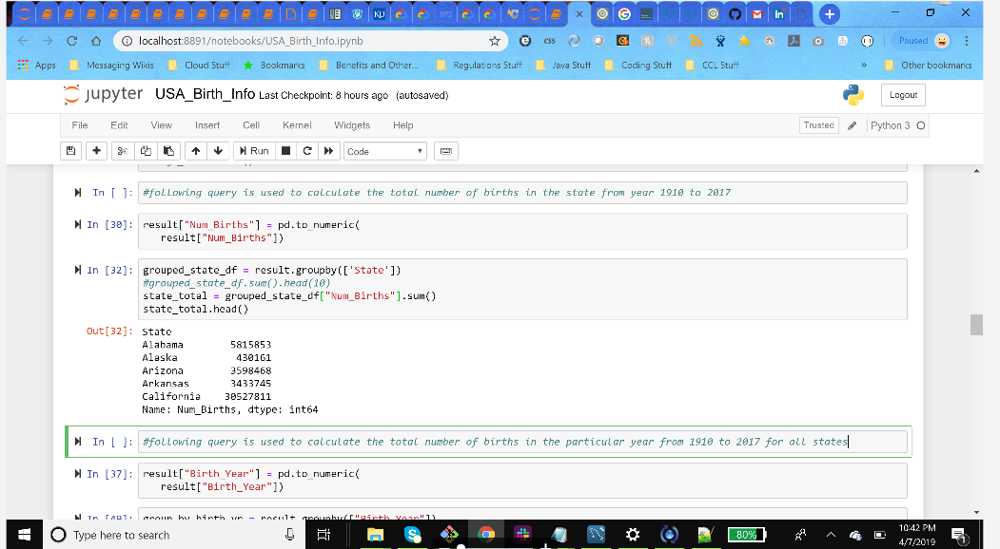 localhost:8891/notebooks/USA_Birth_Info.ipynb
Paused
Apps Messaging Wikis Cloud Stuff Bookmarks Benefits and Other... Regulations Stuff Java Stuff Coding Stuff CCL Stuff » Other bookmarks
jupyter USA_Birth_Info Last Checkpoint: 8 hours ago (autosaved)
Logout
File Edit View Insert Cell Kernel Widgets Help
Trusted Python 3
Run Code
In [ ]: #following query is used to calculate the total number of births in the state from year 1910 to 2017
In [30]: result["Num_Births"] = pd.to_numeric(
result["Num_Births"])
In [32]: grouped_state_df = result.groupby(['State'])
#grouped_state_df.sum().head(10)
state_total = grouped_state_df["Num_Births"].sum()
state_total.head()
Out[32]: State
Alabama 5815853
Alaska 430161
Arizona 3598468
Arkansas 3433745
California 30527811
Name: Num_Births, dtype: int64
In [ ]: #following query is used to calculate the total number of births in the particular year from 1910 to 2017 for all states
In [37]: result["Birth_Year"] = pd.to_numeric(
result["Birth_Year"])
Type here to search
80%
10:42 PM
4/7/2019